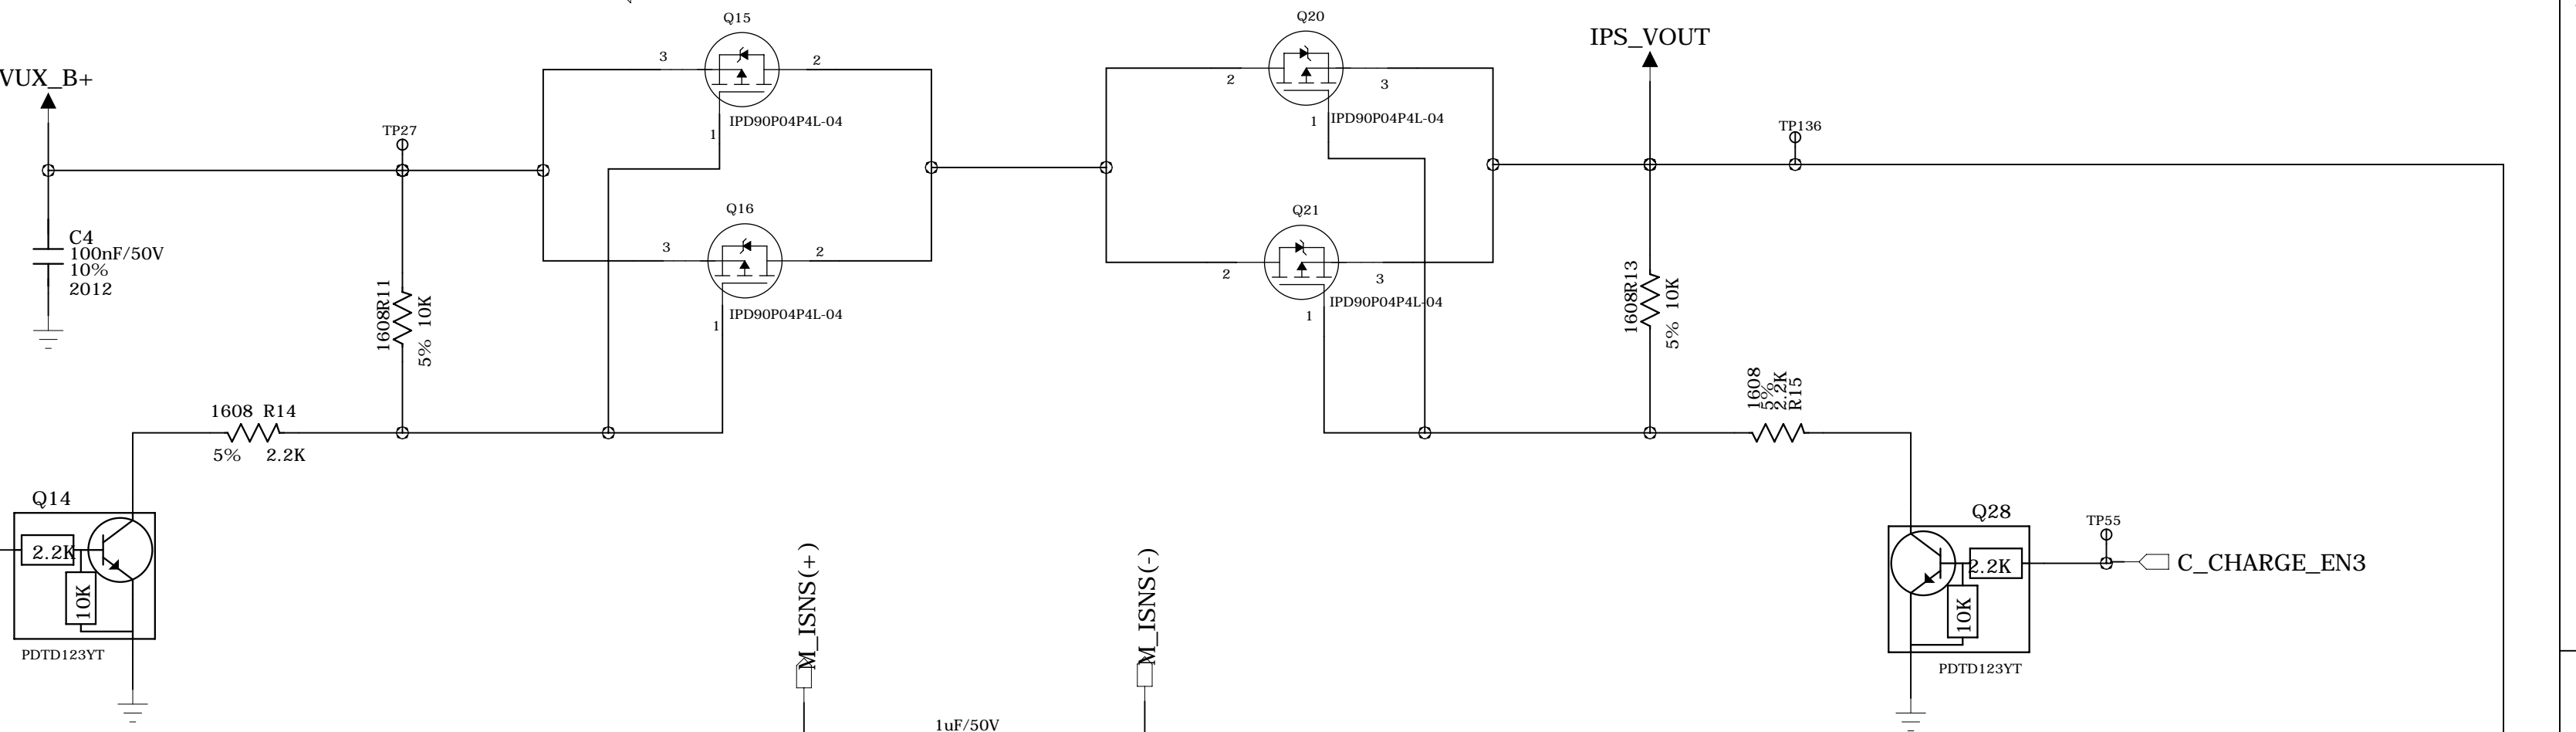 Q15
Q20
IPS_VOUT
3
2
2
3
VUX_B+
IPD90P04P4L-04
IPD90P04P4L-04
1
1
TP27
TP136
Q16
Q21
3
2
2
3
C4
100nF/50V
10%
2012
IPD90P04P4L-04
IPD90P04P4L-04
1
1
1608R11
5% 10K
1608R13
5% 10K
1608 R14
5% 2.2K
1608
5%
2.2K
R15
Q14
2.2K
10K
PDTD123YT
M_ISNS(+)
M_ISNS(-)
Q28
TP55
2.2K
C_CHARGE_EN3
10K
PDTD123YT
1uF/50V